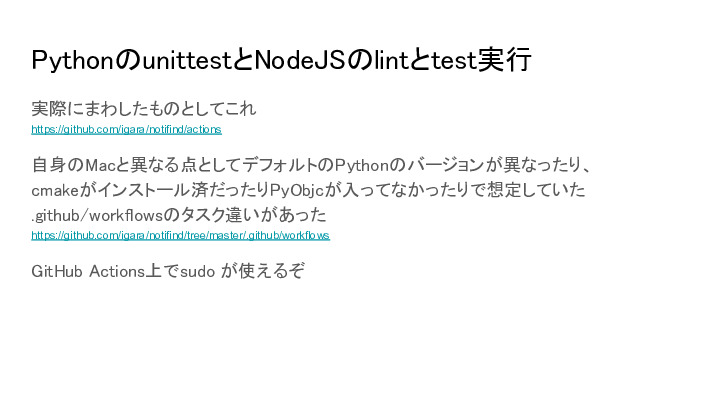 PythonのunittestとNodeJSのlintとtest実行
実際にまわしたものとしてこれ
https://github.com/igara/notifind/actions
自身のMacと異なる点としてデフォルトのPythonのバージョンが異なったり、
cmakeがインストール済だったりPyObjcが入ってなかったりで想定していた
.github/workflowsのタスク違いがあった
https://github.com/igara/notifind/tree/master/.github/workflows
GitHub Actions上でsudo が使えるぞ